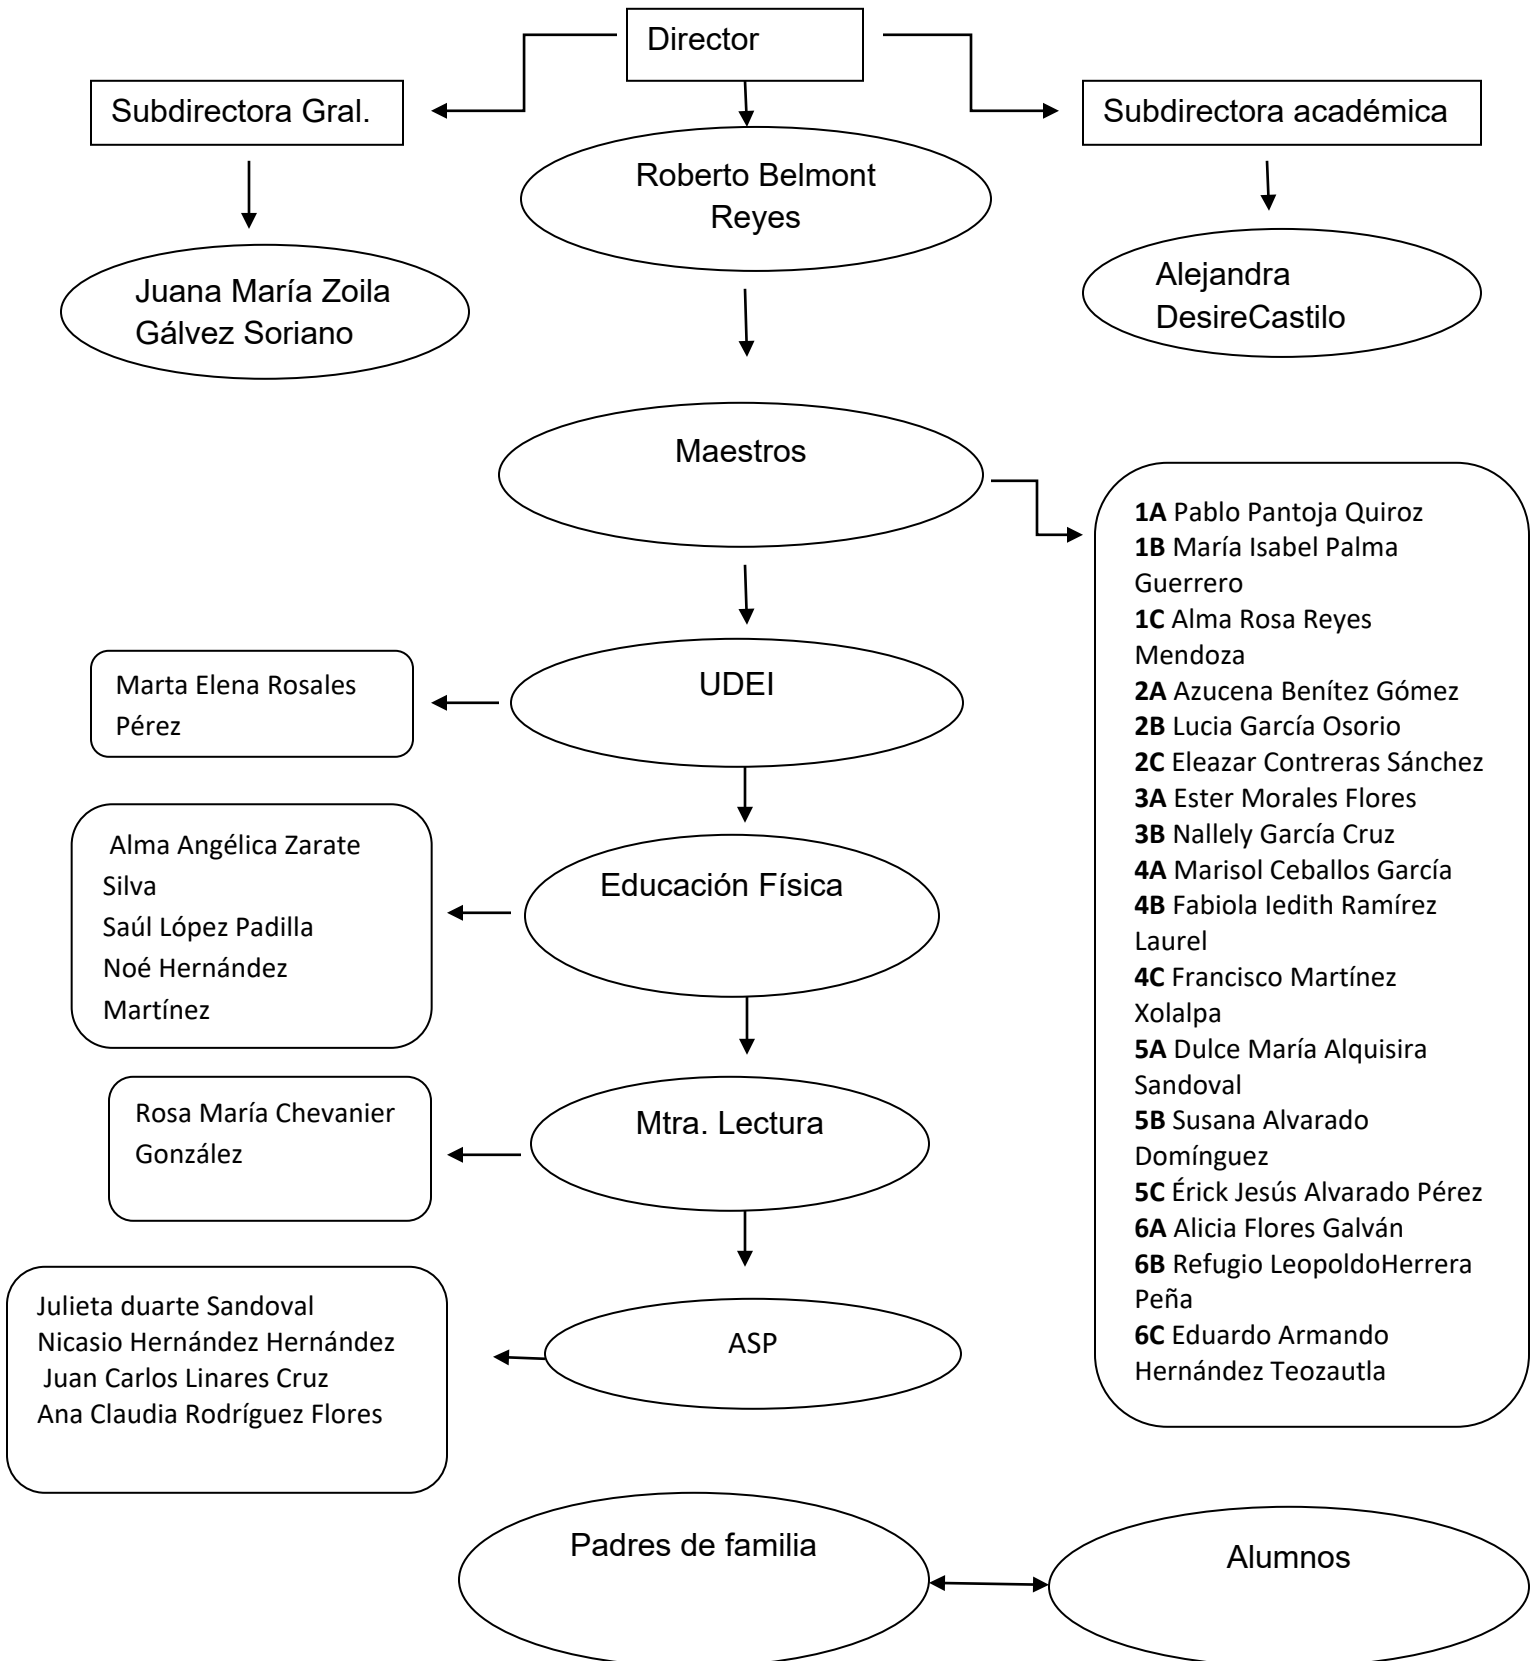 Director
Subdirectora Gral.
Subdirectora académica
Roberto Belmont
Reyes
Juana María Zoila
Gálvez Soriano
Alejandra
DesireCastilo
Maestros
1A Pablo Pantoja Quiroz
1B María Isabel Palma
Guerrero
1C Alma Rosa Reyes
Mendoza
2A Azucena Benítez Gómez
2B Lucia García Osorio
2C Eleazar Contreras Sánchez
3A Ester Morales Flores
3B Nallely García Cruz
4A Marisol Ceballos García
4B Fabiola Iedith Ramírez
Laurel
4C Francisco Martínez
Xolalpa
5A Dulce María Alquisira
Sandoval
5B Susana Alvarado
Domínguez
5C Érick Jesús Alvarado Pérez
6A Alicia Flores Galván
6B Refugio LeopoldoHerrera
Peña
6C Eduardo Armando
Hernández Teozautla
UDEI
Marta Elena Rosales
Pérez
Educación Física
Alma Angélica Zarate
Silva
Saúl López Padilla
Noé Hernández
Martínez
Mtra. Lectura
Rosa María Chevanier
González
ASP
Julieta duarte Sandoval
Nicasio Hernández Hernández
Juan Carlos Linares Cruz
Ana Claudia Rodríguez Flores
Padres de familia
Alumnos